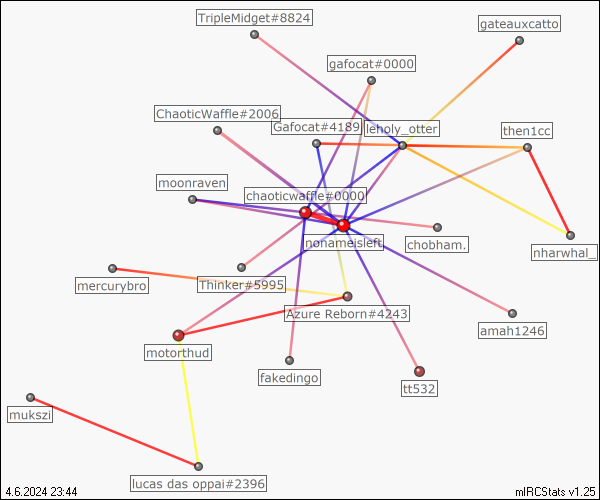 TripleMidget#8824
gateauxcatto
gafocat#0000
ChaoticWaffle#2006
Gafocat#4189
leholy_otter
then1cc
moonraven
chaoticwaffle#0000
nonameisleft
chobham.
nharwhal_
mercurybro
Thinker#5995
Azure Reborn#4243
amah1246
motorthud
fakedingo
tt532
mukszi
lucas das oppai#2396
4.6.2024 23:44
mIRCStats v1.25